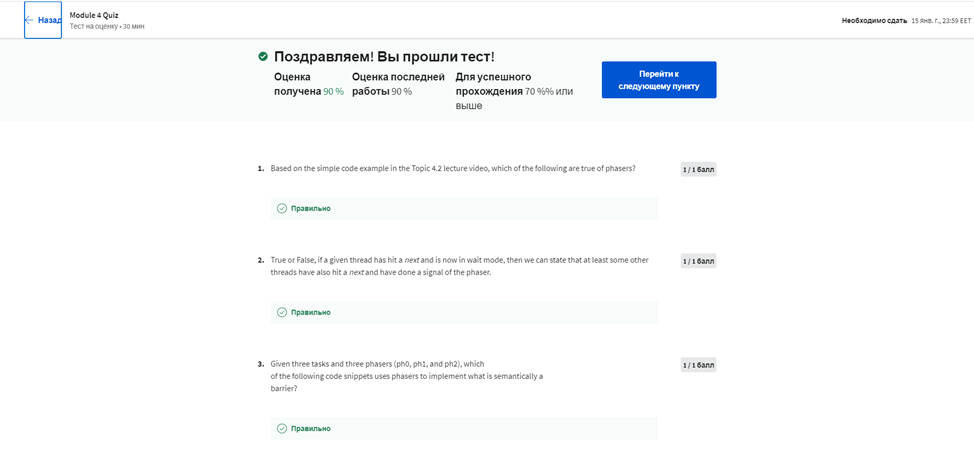 Назад
Module 4 Quiz
Тест на оценку • 30 мин
Необходимо сдать 15 янв. г., 23:59 EET
Поздравляем! Вы прошли тест!
Оценка
получена 90 %
Оценка последней
работы 90 %
Для успешного
прохождения 70 %% или
выше
Перейти к
следующему пункту
1. Based on the simple code example in the Topic 4.2 lecture video, which of the following are true of phasers?
1 / 1 балл
Правильно
2. True or False, if a given thread has hit a next and is now in wait mode, then we can state that at least some other
threads have also hit a next and have done a signal of the phaser.
1 / 1 балл
Правильно
3. Given three tasks and three phasers (ph0, ph1, and ph2), which
of the following code snippets uses phasers to implement what is semantically a
barrier?
1 / 1 балл
Правильно